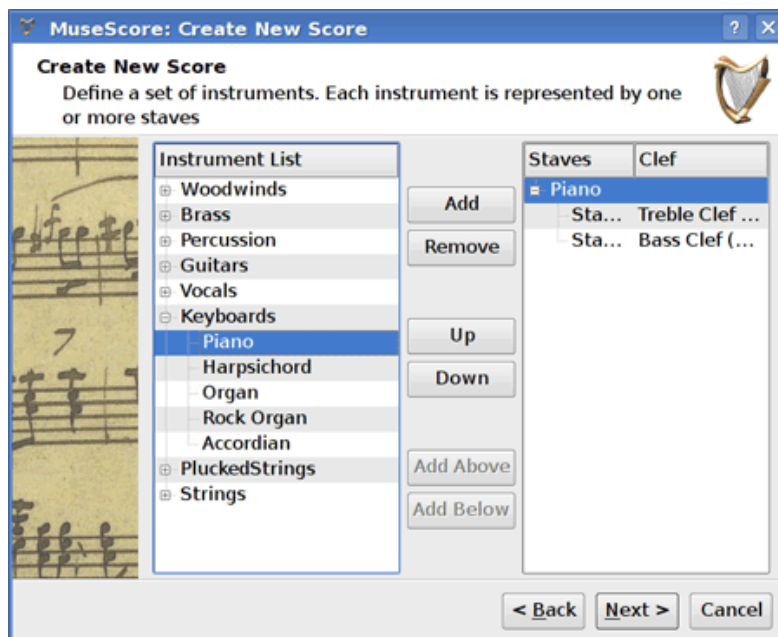 MuseScore: Create New Score
Create New Score
Define a set of instruments. Each instrument is represented by one
or more staves
Instrument List
Woodwinds
Brass
Percussion
Guitars
Vocals
Keyboards
Piano
Harpsichord
Organ
Rock Organ
Accordian
PluckedStrings
Strings
Add
Remove
Up
Down
Add Above
Add Below
Staves Clef
Piano
Sta... Treble Clef ...
Sta... Bass Clef (...
7
< Back Next > Cancel